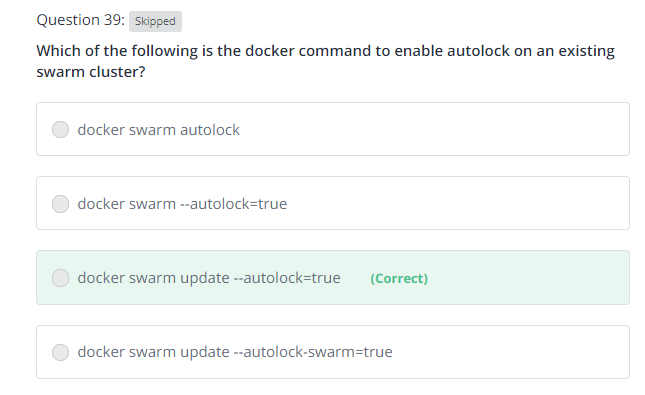 Question 39: Skipped
Which of the following is the docker command to enable autolock on an existing
swarm cluster?
docker swarm autolock
docker swarm --autolock=true
docker swarm update --autolock=true (Correct)
docker swarm update --autolock-swarm=true